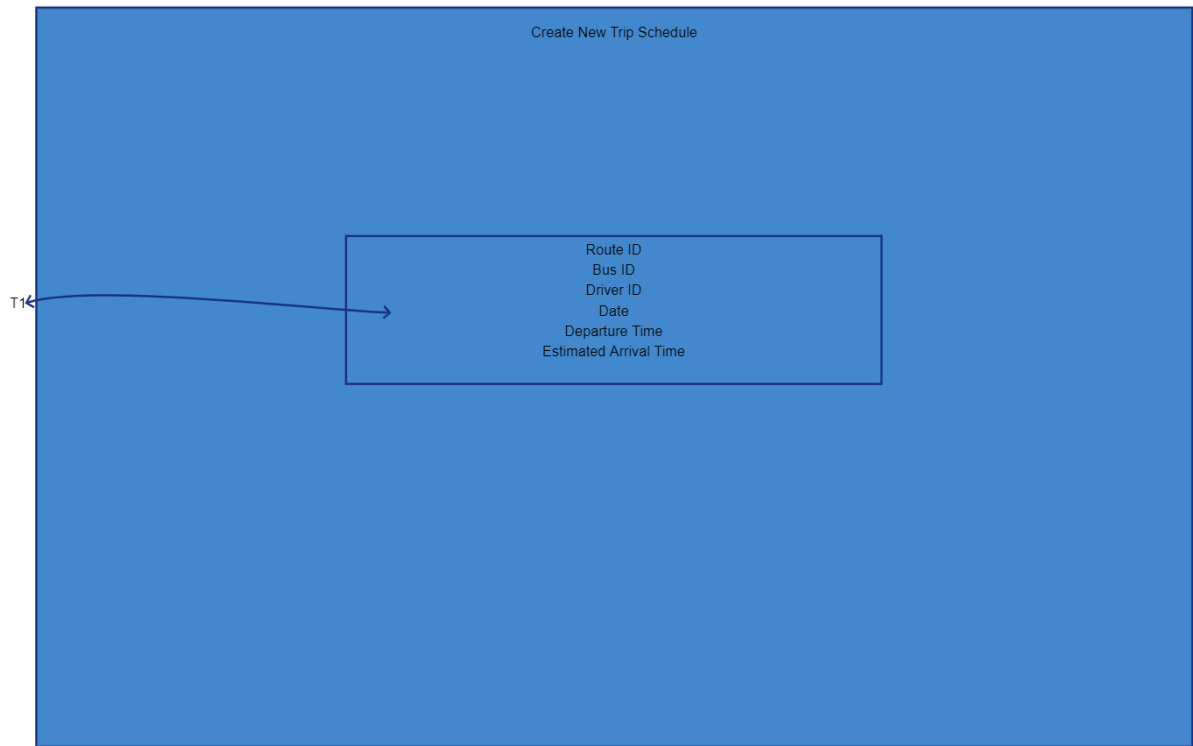 Create New Trip Schedule
Route ID
Bus ID
Driver ID
T1
Date
Departure Time
Estimated Arrival Time